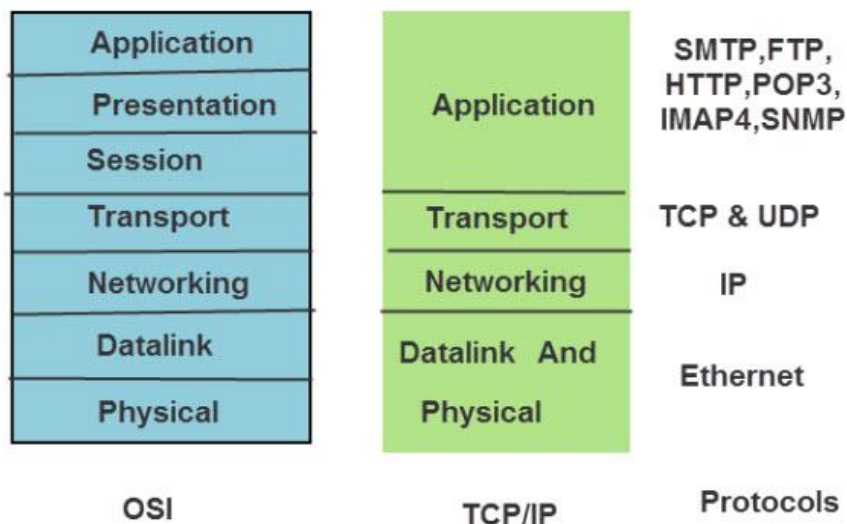 Application
Presentation
Session
Transport
Networking
Datalink
Physical
OSI
Application
Transport
Networking
Datalink And
Physical
TCP/IP
SMTP,FTP,
HTTP,POP3,
IMAP4,SNMP
TCP & UDP
IP
Ethernet
Protocols